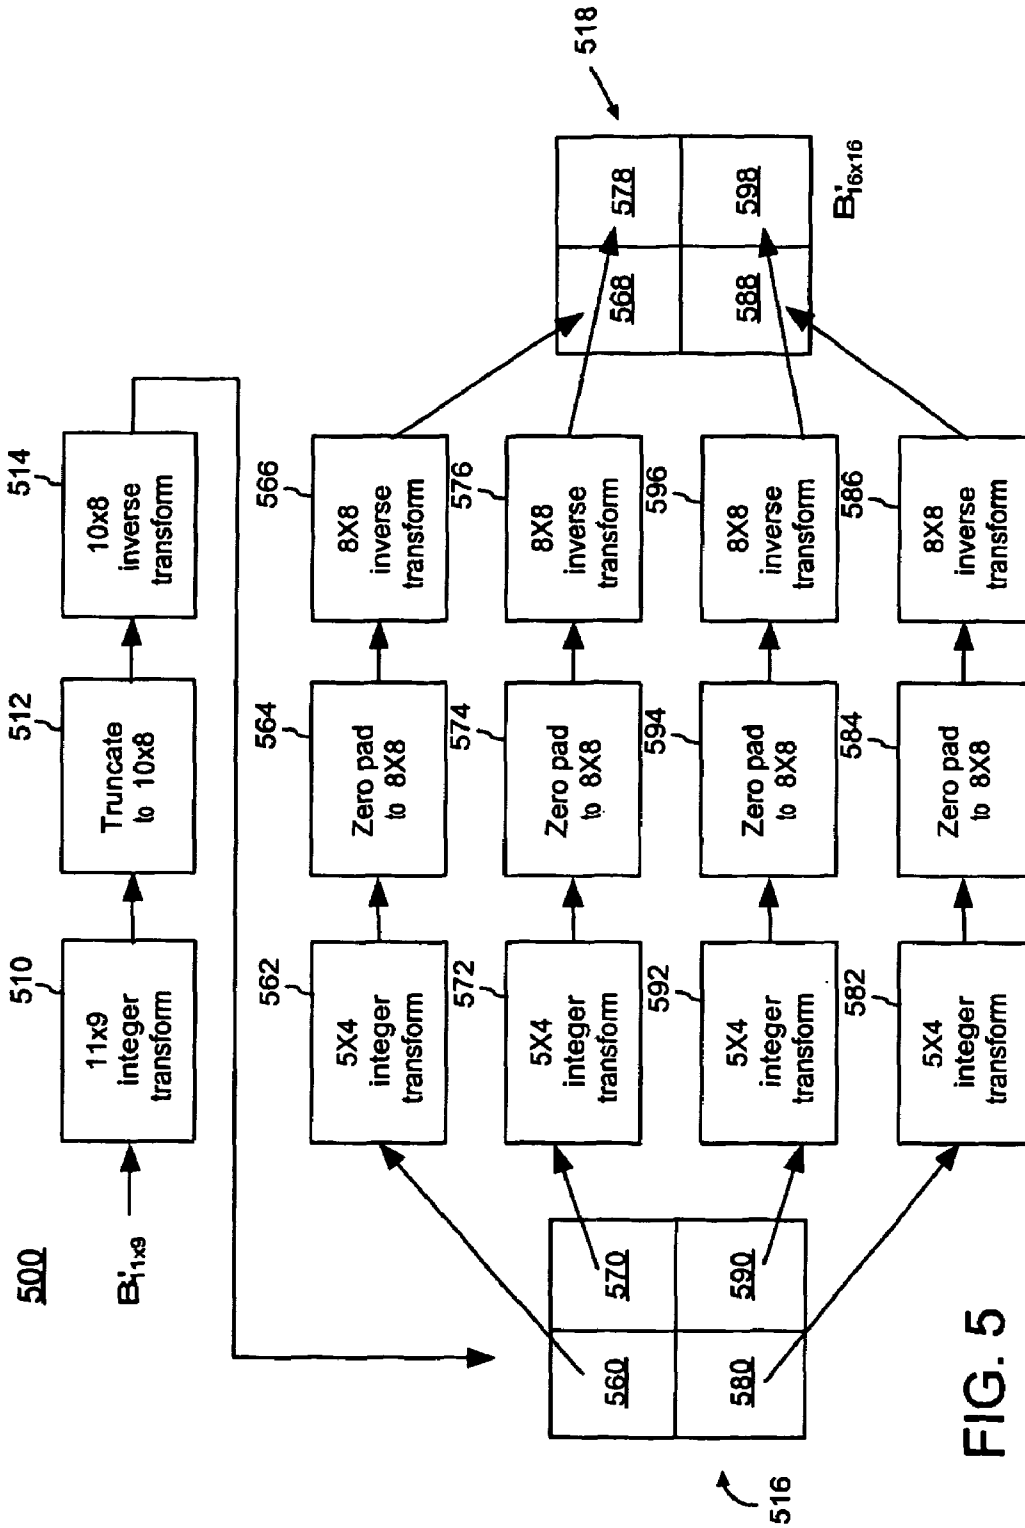 500
B'11x9
510
11x9
integer
transform
512
Truncate
to 10x8
514
10x8
inverse
transform
516
560
570
580
590
562
5X4
integer
transform
564
Zero pad
to 8X8
566
8X8
inverse
transform
572
5X4
integer
transform
574
Zero pad
to 8X8
576
8X8
inverse
transform
592
5X4
integer
transform
594
Zero pad
to 8X8
596
8X8
inverse
transform
582
5X4
integer
transform
584
Zero pad
to 8X8
586
8X8
inverse
transform
518
568
578
588
598
B'16x16
FIG. 5